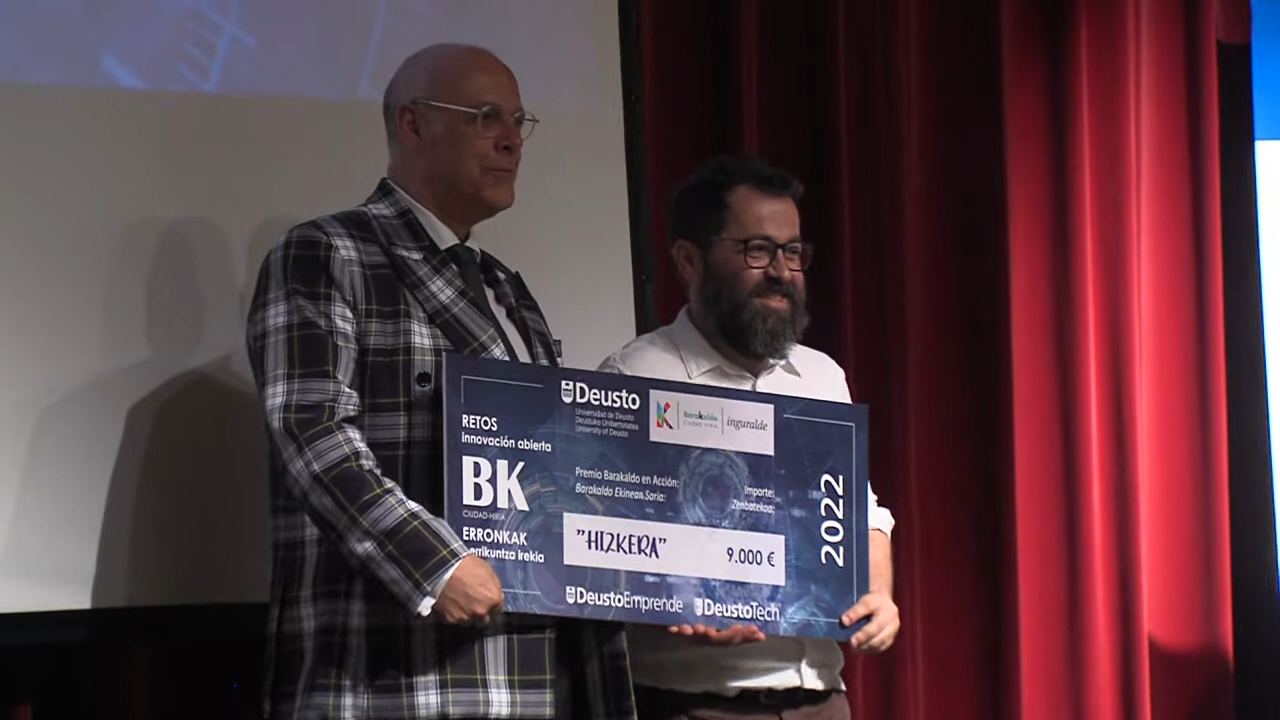 RETOS
innovación abierta
BK
CIUDAD-HIRIA
ERRONKAK
errikuntza irekia
Deusto
Universidad de Deusto
Deustuko Unibertsitatea
University of Deusto
Barakaldo
CIUDAD-HIRIA
inguralde
Premio Barakaldo en Acción:
Barakaldo Ekinean Saria:
Importe:
Zenbatekoa:
"HIZKERA"
9.000 €
2022
DeustoEmprende
DeustoTech